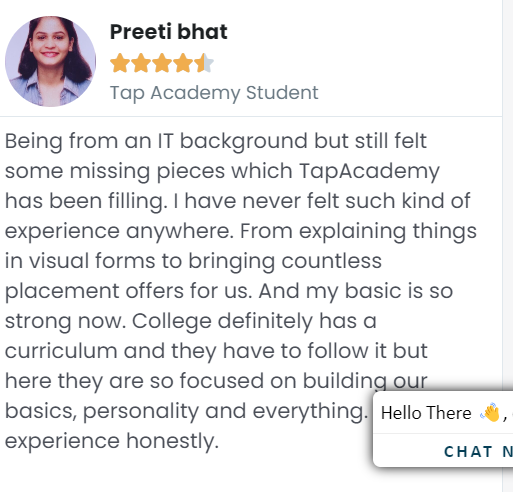 Preeti bhat
Tap Academy Student
Being from an IT background but still felt
some missing pieces which TapAcademy
has been filling. I have never felt such kind of
experience anywhere. From explaining things
in visual forms to bringing countless
placement offers for us. And my basic is so
strong now. College definitely has a
curriculum and they have to follow it but
here they are so focused on building our
basics, personality and everything.
experience honestly.
Hello There 👋,
CHAT N